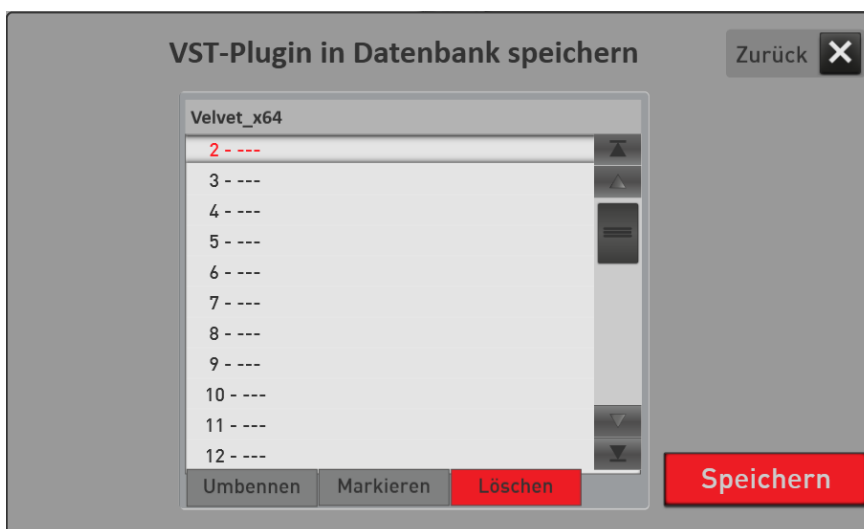 VST-Plugin in Datenbank speichern
Zurück
Velvet_x64
2 - ---
3 - ---
4 - ---
5 - ---
6 - ---
7 - ---
8 - ---
9 - ---
10 - ---
11 - ---
12 - ---
Umbennen Markieren Löschen
Speichern